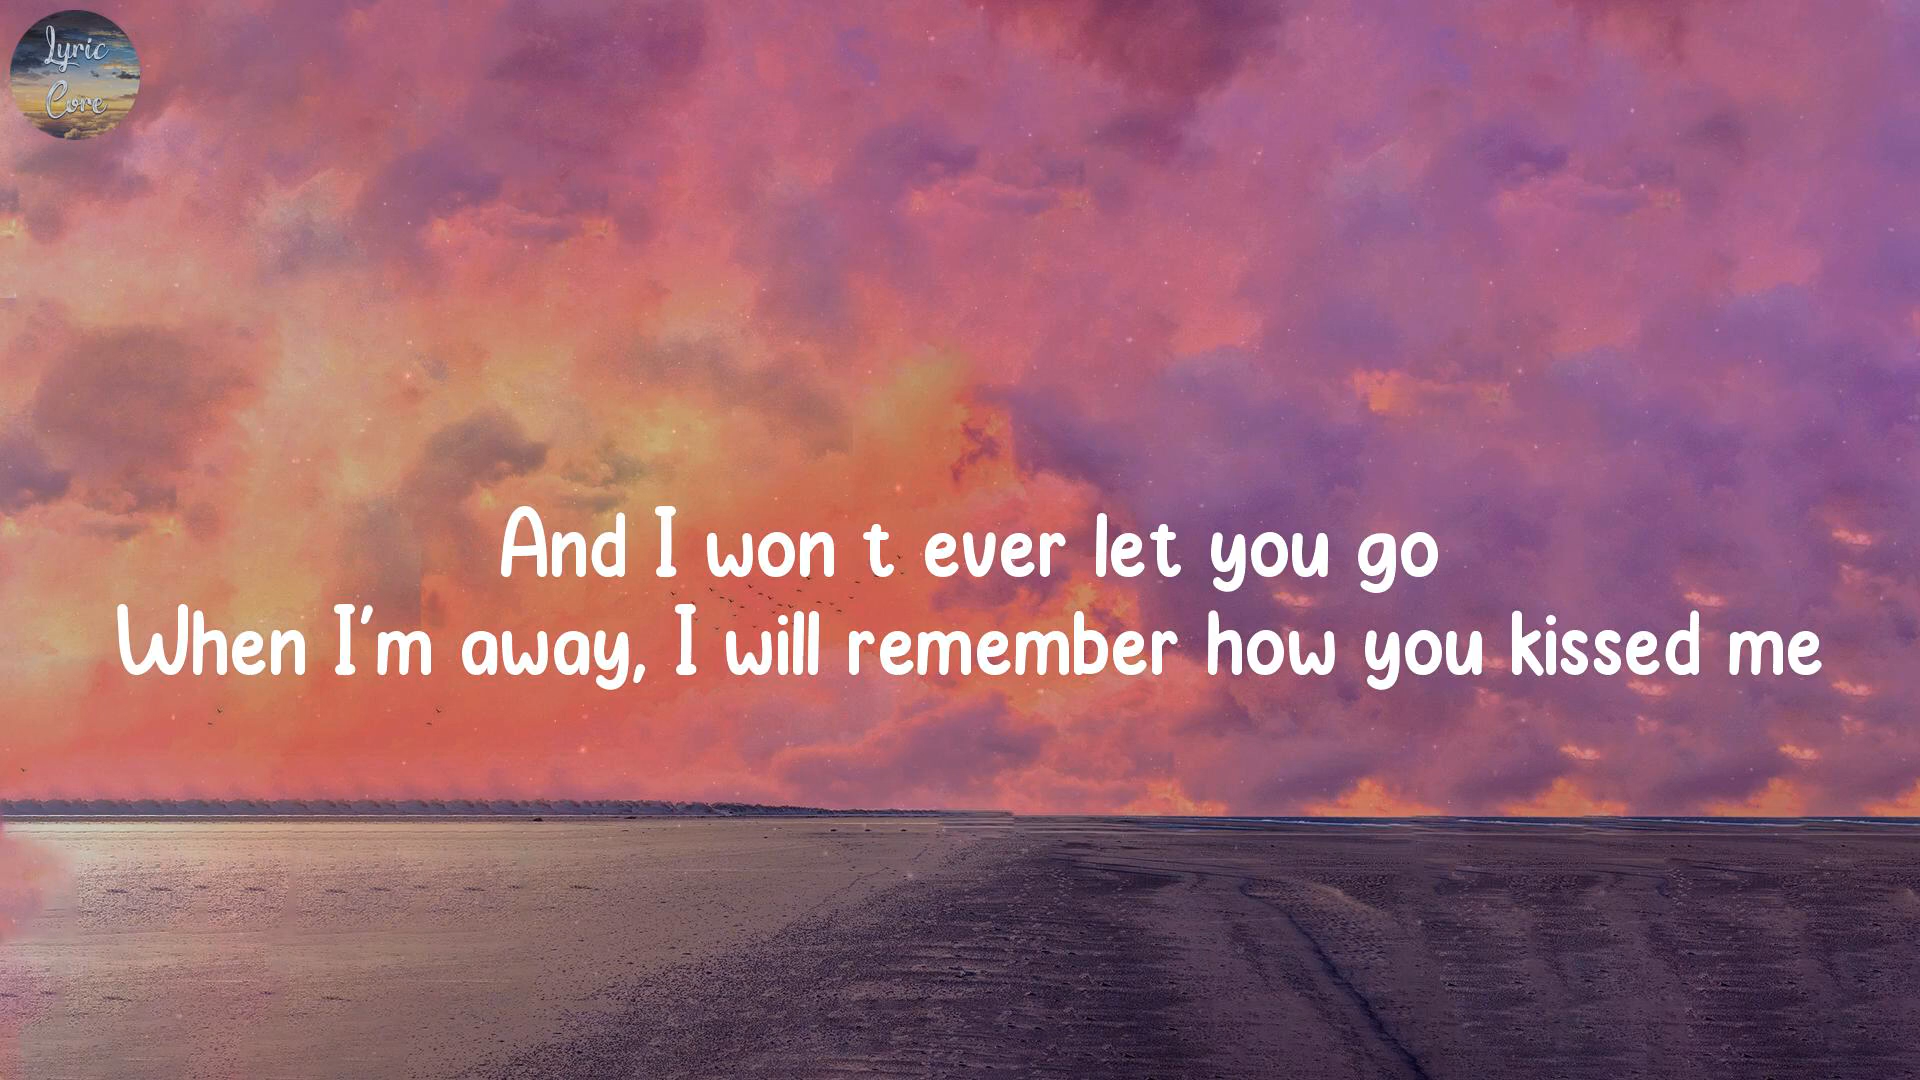 Lyric
Core
And I won t ever let you go
When I'm away, I will remember how you kissed me